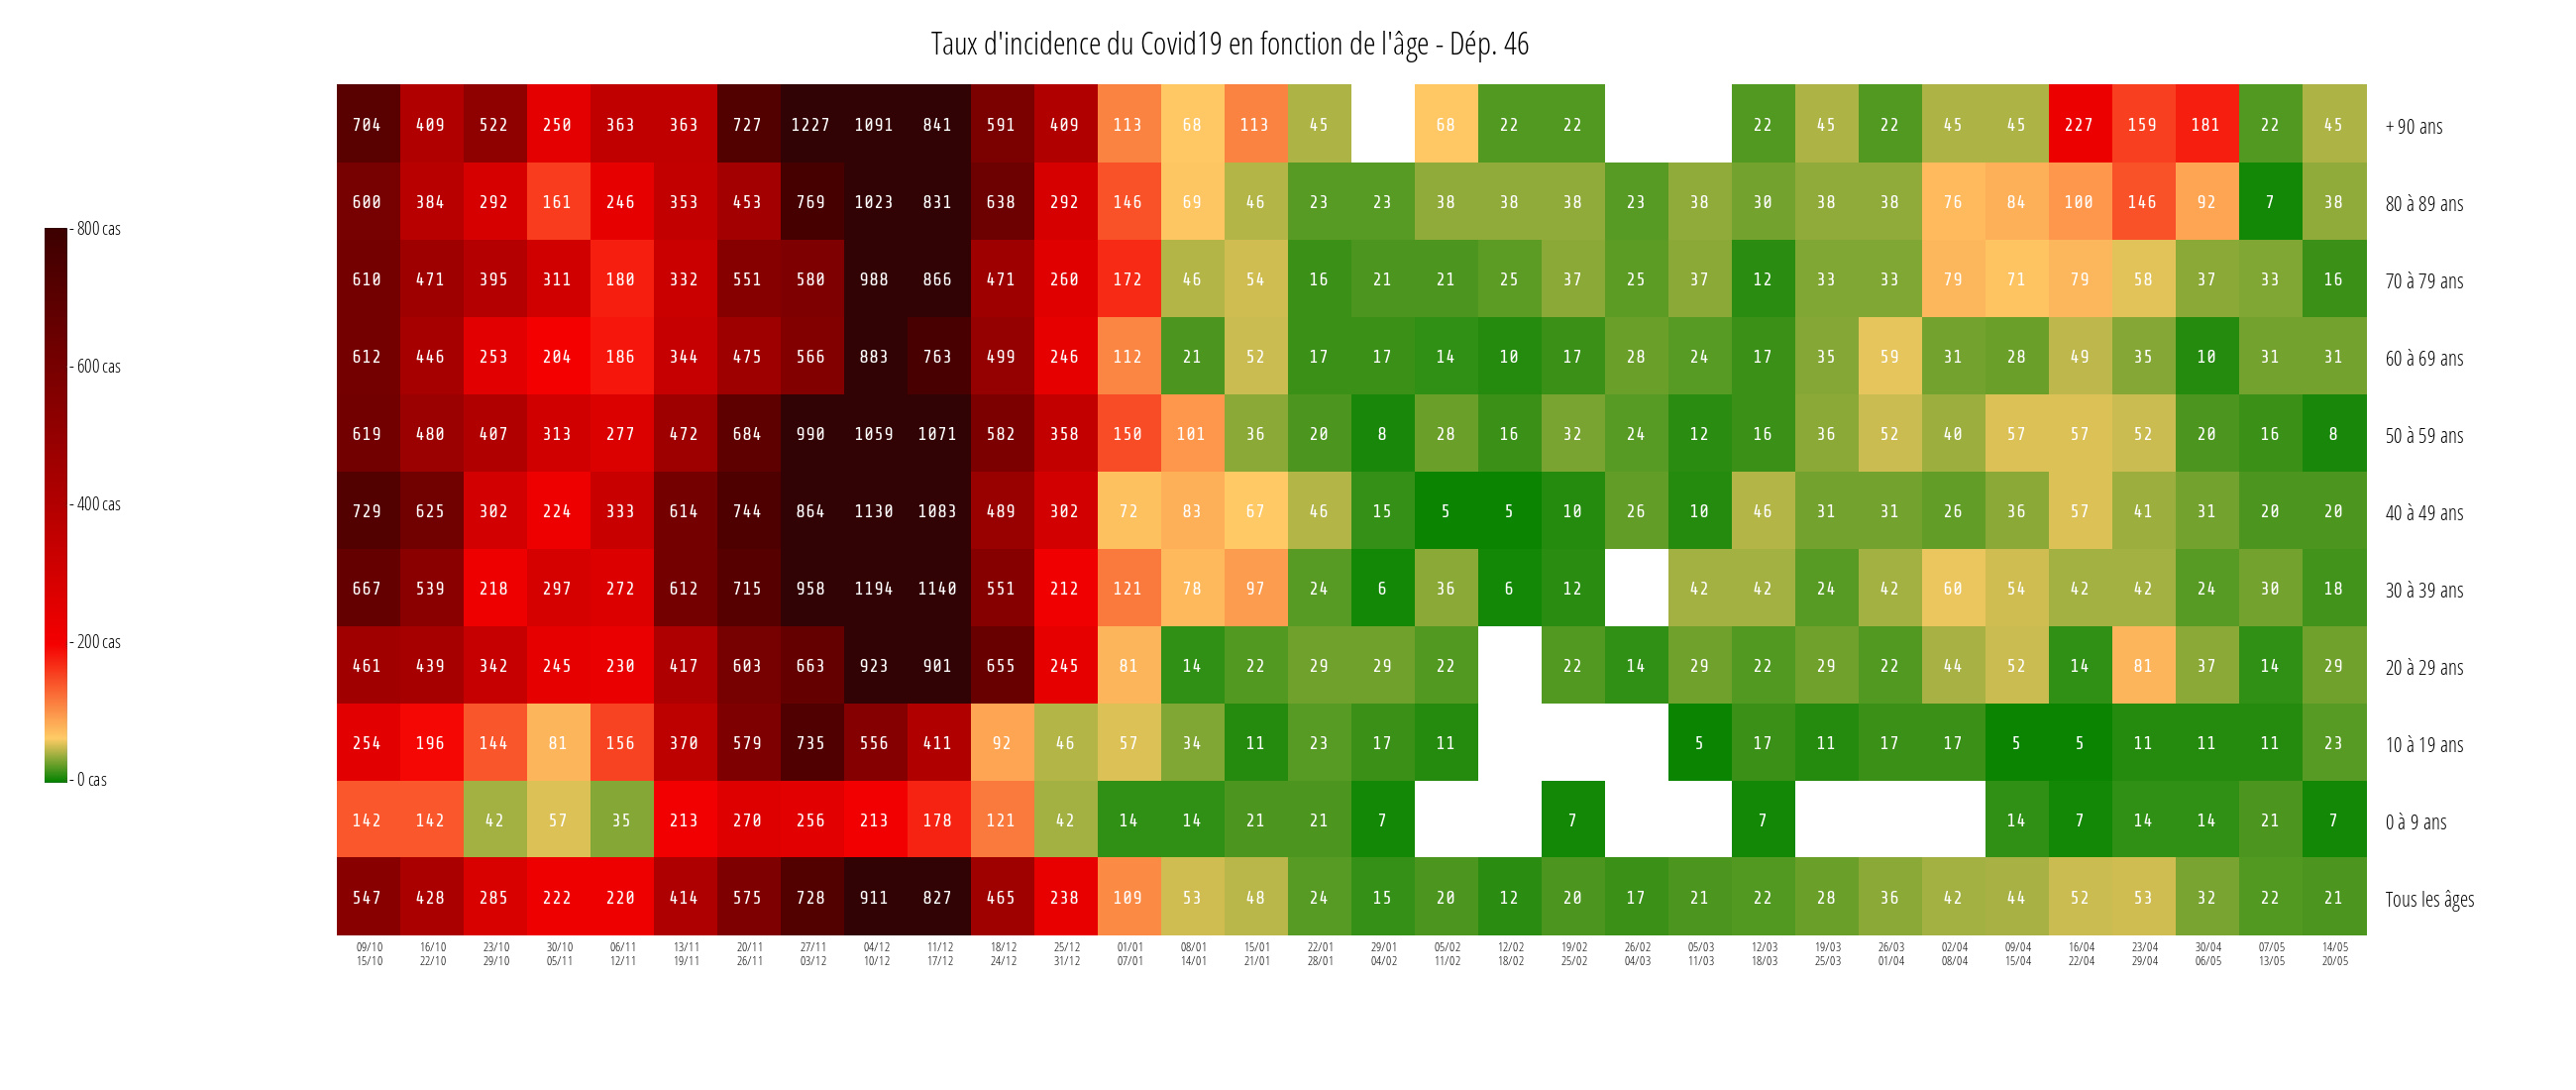 Taux d'incidence du Covid19 en fonction de l'âge - Dép. 46
704 409 522 250 363 363 727 1227 1091 841 591 409 113 68 113 45 68 22 22 22 45 22 45 45 227 159 181 22 45 + 90 ans
600 384 292 161 246 353 453 769 1023 831 638 292 146 69 46 23 23 38 38 38 23 38 30 38 38 76 84 100 146 92 7 38 80 à 89 ans
610 471 395 311 180 332 551 580 988 866 471 260 172 46 54 16 21 21 25 37 25 37 12 33 33 79 71 79 58 37 33 16 70 à 79 ans
612 446 253 204 186 344 475 566 883 763 499 246 112 21 52 17 17 14 10 17 28 24 17 35 59 31 28 49 35 10 31 31 60 à 69 ans
619 480 407 313 277 472 684 990 1059 1071 582 358 150 101 36 20 8 28 16 32 24 12 16 36 52 40 57 57 52 20 16 8 50 à 59 ans
729 625 302 224 333 614 744 864 1130 1083 489 302 72 83 67 46 15 5 5 10 26 10 46 31 31 26 36 57 41 31 20 20 40 à 49 ans
667 539 218 297 272 612 715 958 1194 1140 551 212 121 78 97 24 6 36 6 12 42 42 24 42 60 54 42 42 24 30 18 30 à 39 ans
461 439 342 245 230 417 603 663 923 901 655 245 81 14 22 29 29 22 22 14 29 22 29 22 44 52 14 81 37 14 29 20 à 29 ans
254 196 144 81 156 370 579 735 556 411 92 46 57 34 11 23 17 11 5 17 11 17 17 5 5 11 11 11 23 10 à 19 ans
142 142 42 57 35 213 270 256 213 178 121 42 14 14 21 21 7 7 7 14 7 14 14 21 7 0 à 9 ans
547 428 285 222 220 414 575 728 911 827 465 238 109 53 48 24 15 20 12 20 17 21 22 28 36 42 44 52 53 32 22 21 Tous les âges
09/10 16/10 23/10 30/10 06/11 13/11 20/11 27/11 04/12 11/12 18/12 25/12 01/01 08/01 15/01 22/01 29/01 05/02 12/02 19/02 26/02 05/03 12/03 19/03 26/03 02/04 09/04 16/04 23/04 30/04 07/05 14/05
15/10 22/10 29/10 05/11 12/11 19/11 26/11 03/12 10/12 17/12 24/12 31/12 07/01 14/01 21/01 28/01 04/02 11/02 18/02 25/02 04/03 11/03 18/03 25/03 01/04 08/04 15/04 22/04 29/04 06/05 13/05 20/05
- 800 cas
- 600 cas
- 400 cas
- 200 cas
- 0 cas